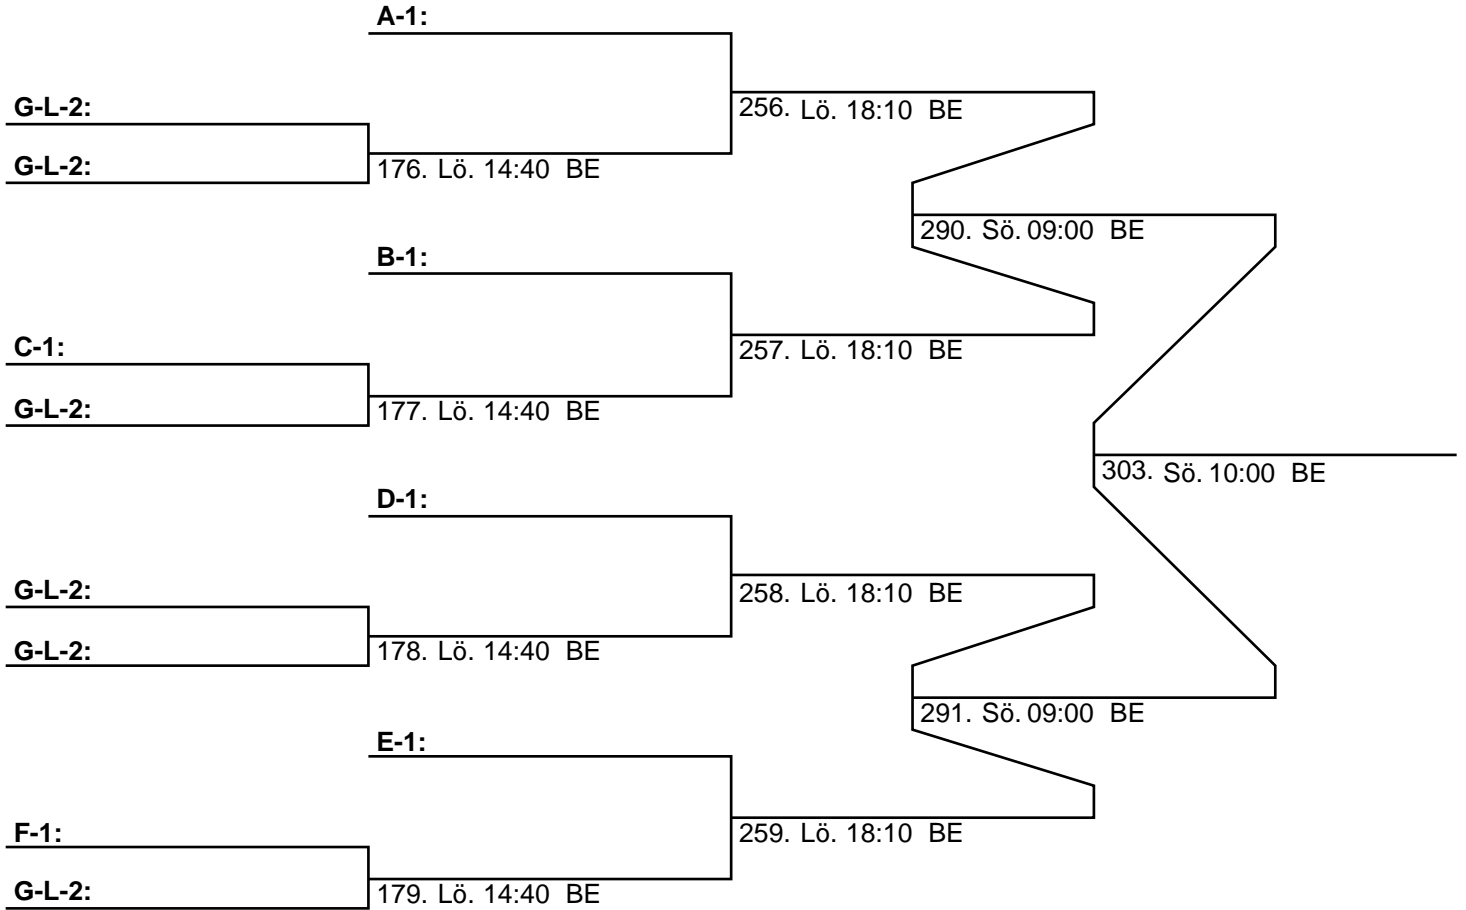 A-1:
G-L-2:
256. Lö. 18:10 BE
G-L-2:
176. Lö. 14:40 BE
290. Sö. 09:00 BE
B-1:
C-1:
257. Lö. 18:10 BE
G-L-2:
177. Lö. 14:40 BE
303. Sö. 10:00 BE
D-1:
G-L-2:
258. Lö. 18:10 BE
G-L-2:
178. Lö. 14:40 BE
291. Sö. 09:00 BE
E-1:
F-1:
259. Lö. 18:10 BE
G-L-2:
179. Lö. 14:40 BE